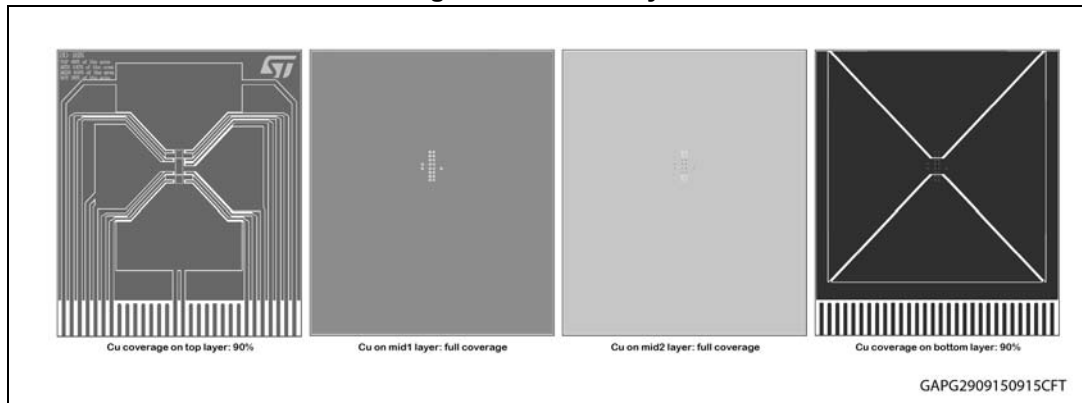 ST
Cu coverage on top layer: 90%
Cu on mid1 layer: full coverage
Cu on mid2 layer: full coverage
Cu coverage on bottom layer: 90%
GAPG2909150915CFT